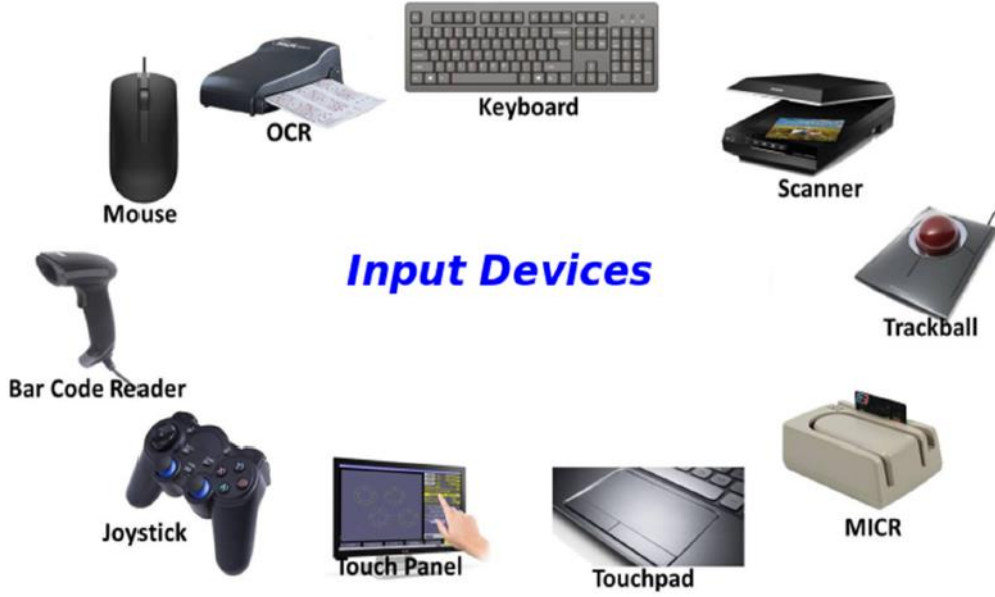 Keyboard
OCR
Scanner
Mouse
Input Devices
Trackball
Bar Code Reader
MICR
Joystick
Touch Panel
Touchpad